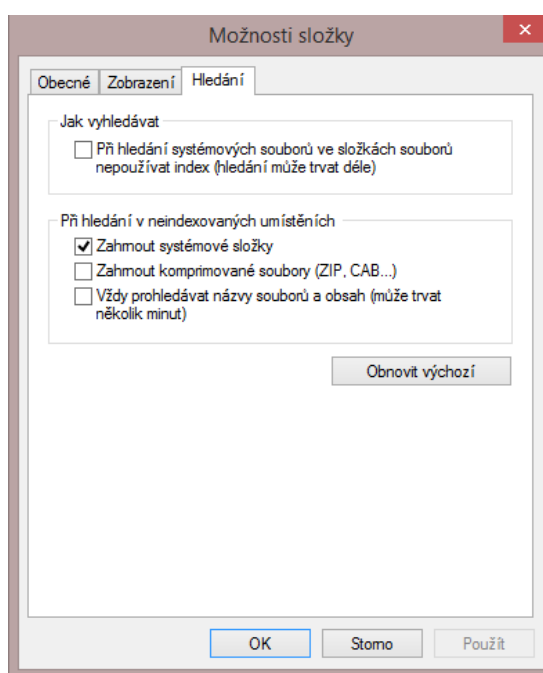 Možnosti složky
Obecné Zobrazení Hledání
Jak vyhledávat
Při hledání systémových souborů ve složkách souborů
nepoužívat index (hledání může trvat déle)
Při hledání v neindexovaných umístěních
Zahrnout systémové složky
Zahrnout komprimované soubory (ZIP, CAB...)
Vždy prohledávat názvy souborů a obsah (může trvat
několik minut)
Obnovit výchozí
OK Storno Použít